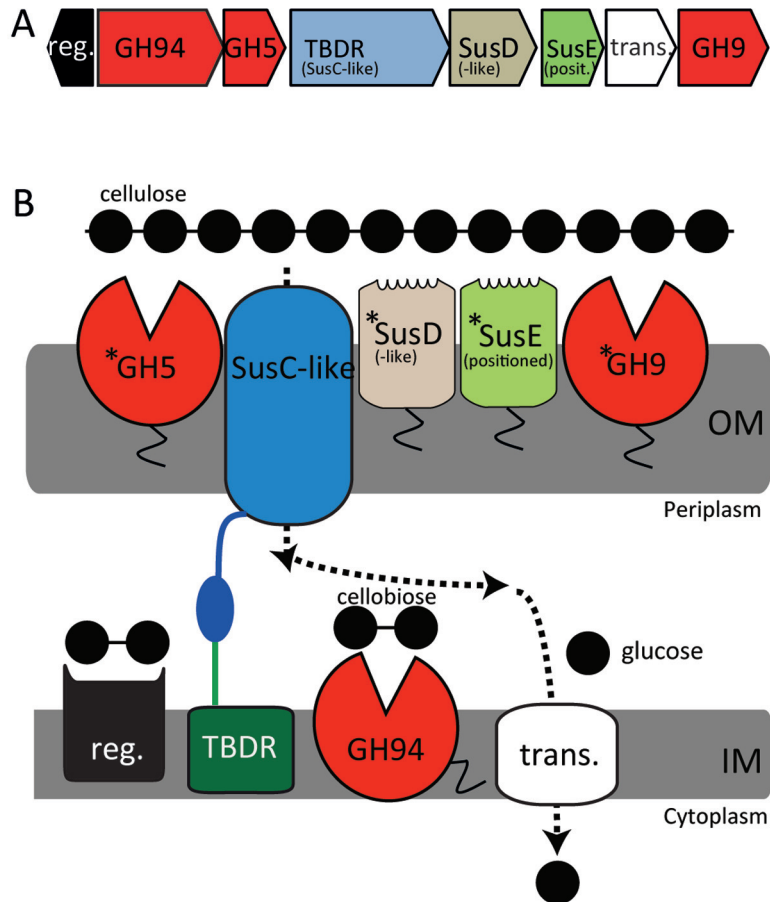 A
reg.
GH94
GH5
TBDR
(SusC-like)
SusD
(-like)
SusE
(posit.)
trans.
GH9
B
cellulose
*GH5
SusC-like
*SusD
(-like)
*SusE
(positioned)
*GH9
OM
Periplasm
cellobiose
glucose
reg.
TBDR
GH94
trans.
IM
Cytoplasm